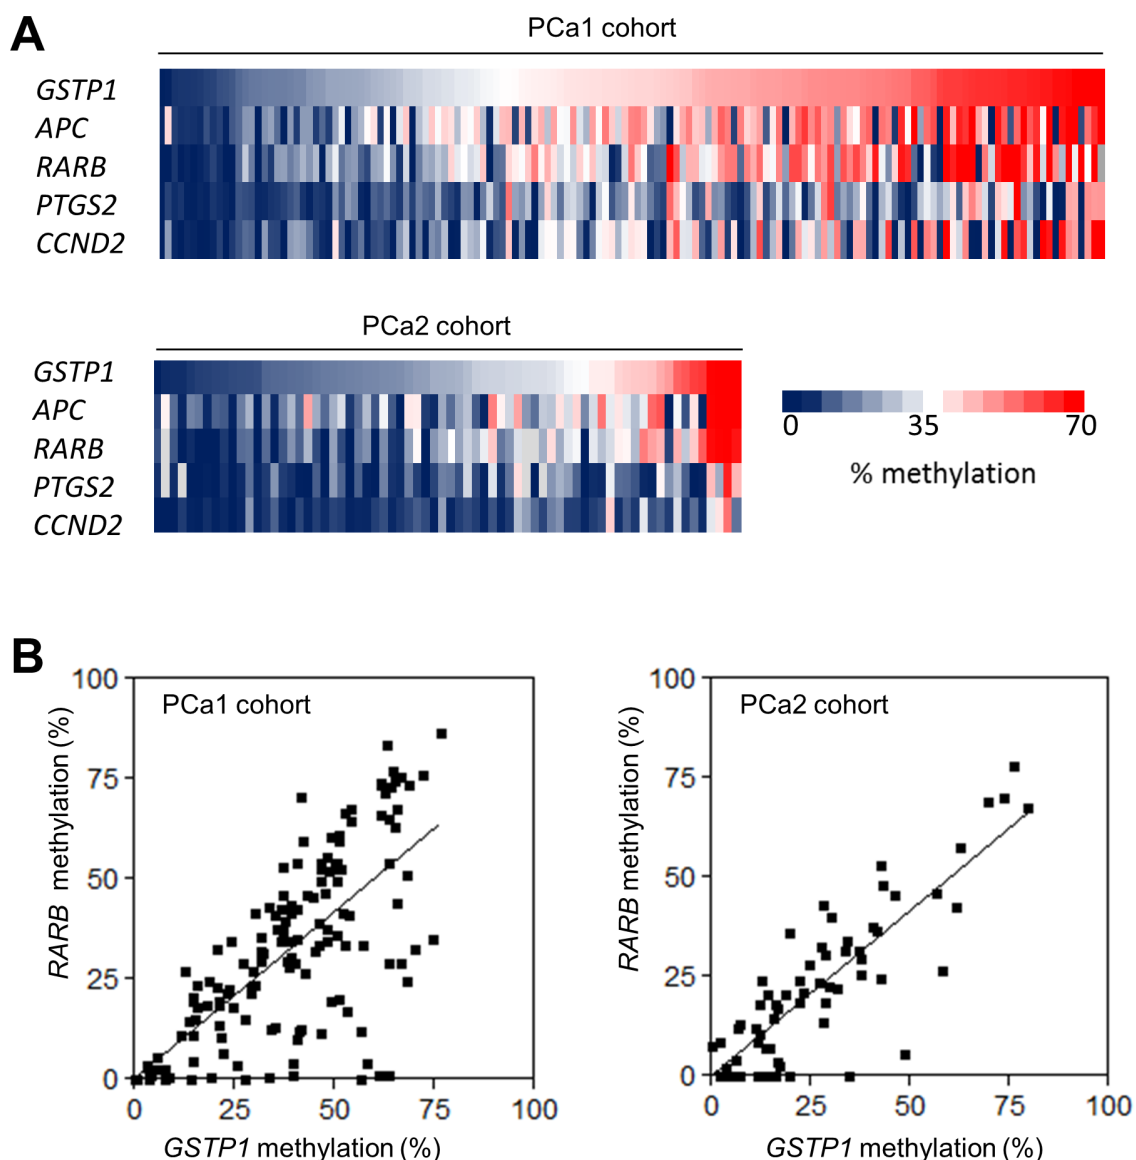 A
PCa1 cohort
GSTP1
APC
RARB
PTGS2
CCND2
PCa2 cohort
GSTP1
APC
RARB
PTGS2
CCND2
0 35 70
% methylation
B
100
75
50
25
0
0 25 50 75 100
RARB methylation (%)
PCa1 cohort
GSTP1 methylation (%)
100
75
50
25
0
0 25 50 75 100
RARB methylation (%)
PCa2 cohort
GSTP1 methylation (%)